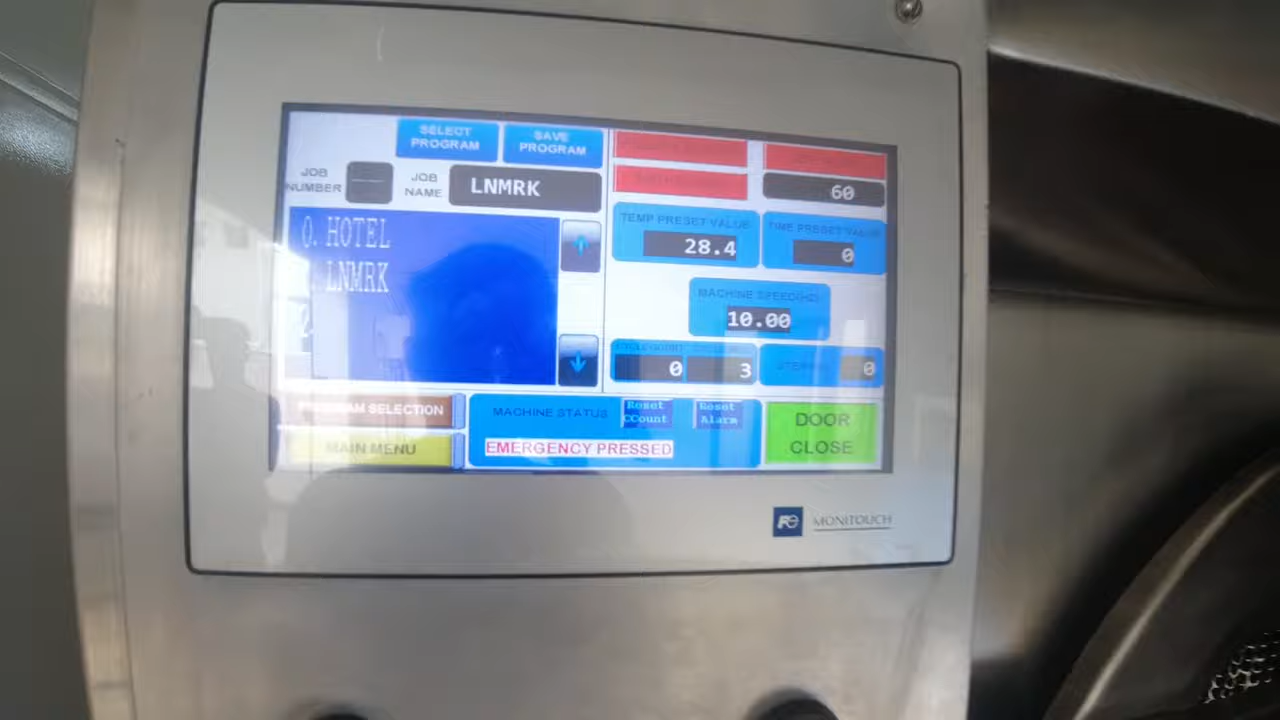 SELECT PROGRAM
SAVE PROGRAM
JOB NUMBER
JOB NAME
LNMRK
60
0. HOTEL
LNMRK
TEMP PRESET VALUE
28.4
TIME PRESET VALUE
0
MACHINE SPEED(HZ)
10.00
0
3
0
PROGRAM SELECTION
MAIN MENU
MACHINE STATUS
Reset CCount
Reset Alarm
EMERGENCY PRESSED
DOOR CLOSE
Fe MONITOUCH